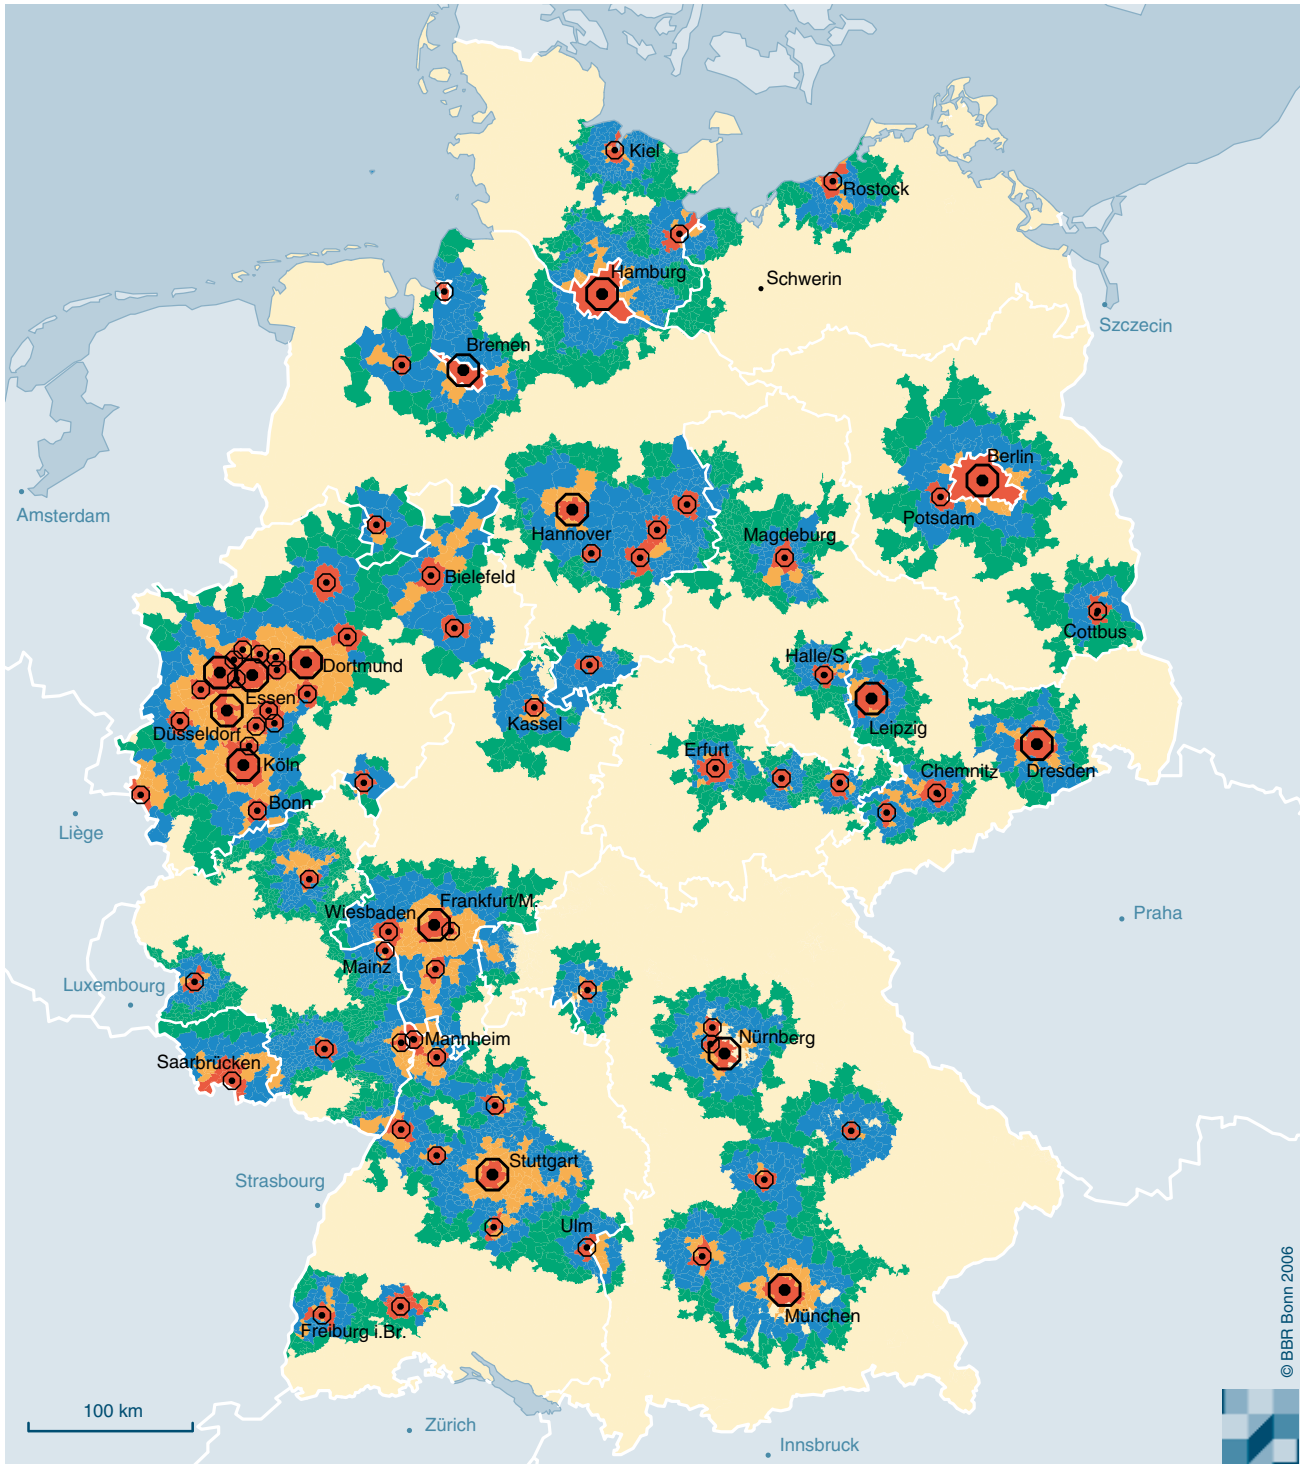 Kiel
Rostock
Hamburg
Schwerin
Szczecin
Bremen
Berlin
Amsterdam
Potsdam
Hannover
Magdeburg
Bielefeld
Cottbus
Dortmund
Halle/S.
Essen
Kassel
Leipzig
Düsseldorf
Erfurt
Köln
Chemnitz
Dresden
Bonn
Liège
Frankfurt/M.
Wiesbaden
Praha
Mainz
Luxembourg
Mannheim
Nürnberg
Saarbrücken
Stuttgart
Strasbourg
Ulm
München
Freiburg i.Br.
100 km
Zürich
Innsbruck
© BBR Bonn 2006